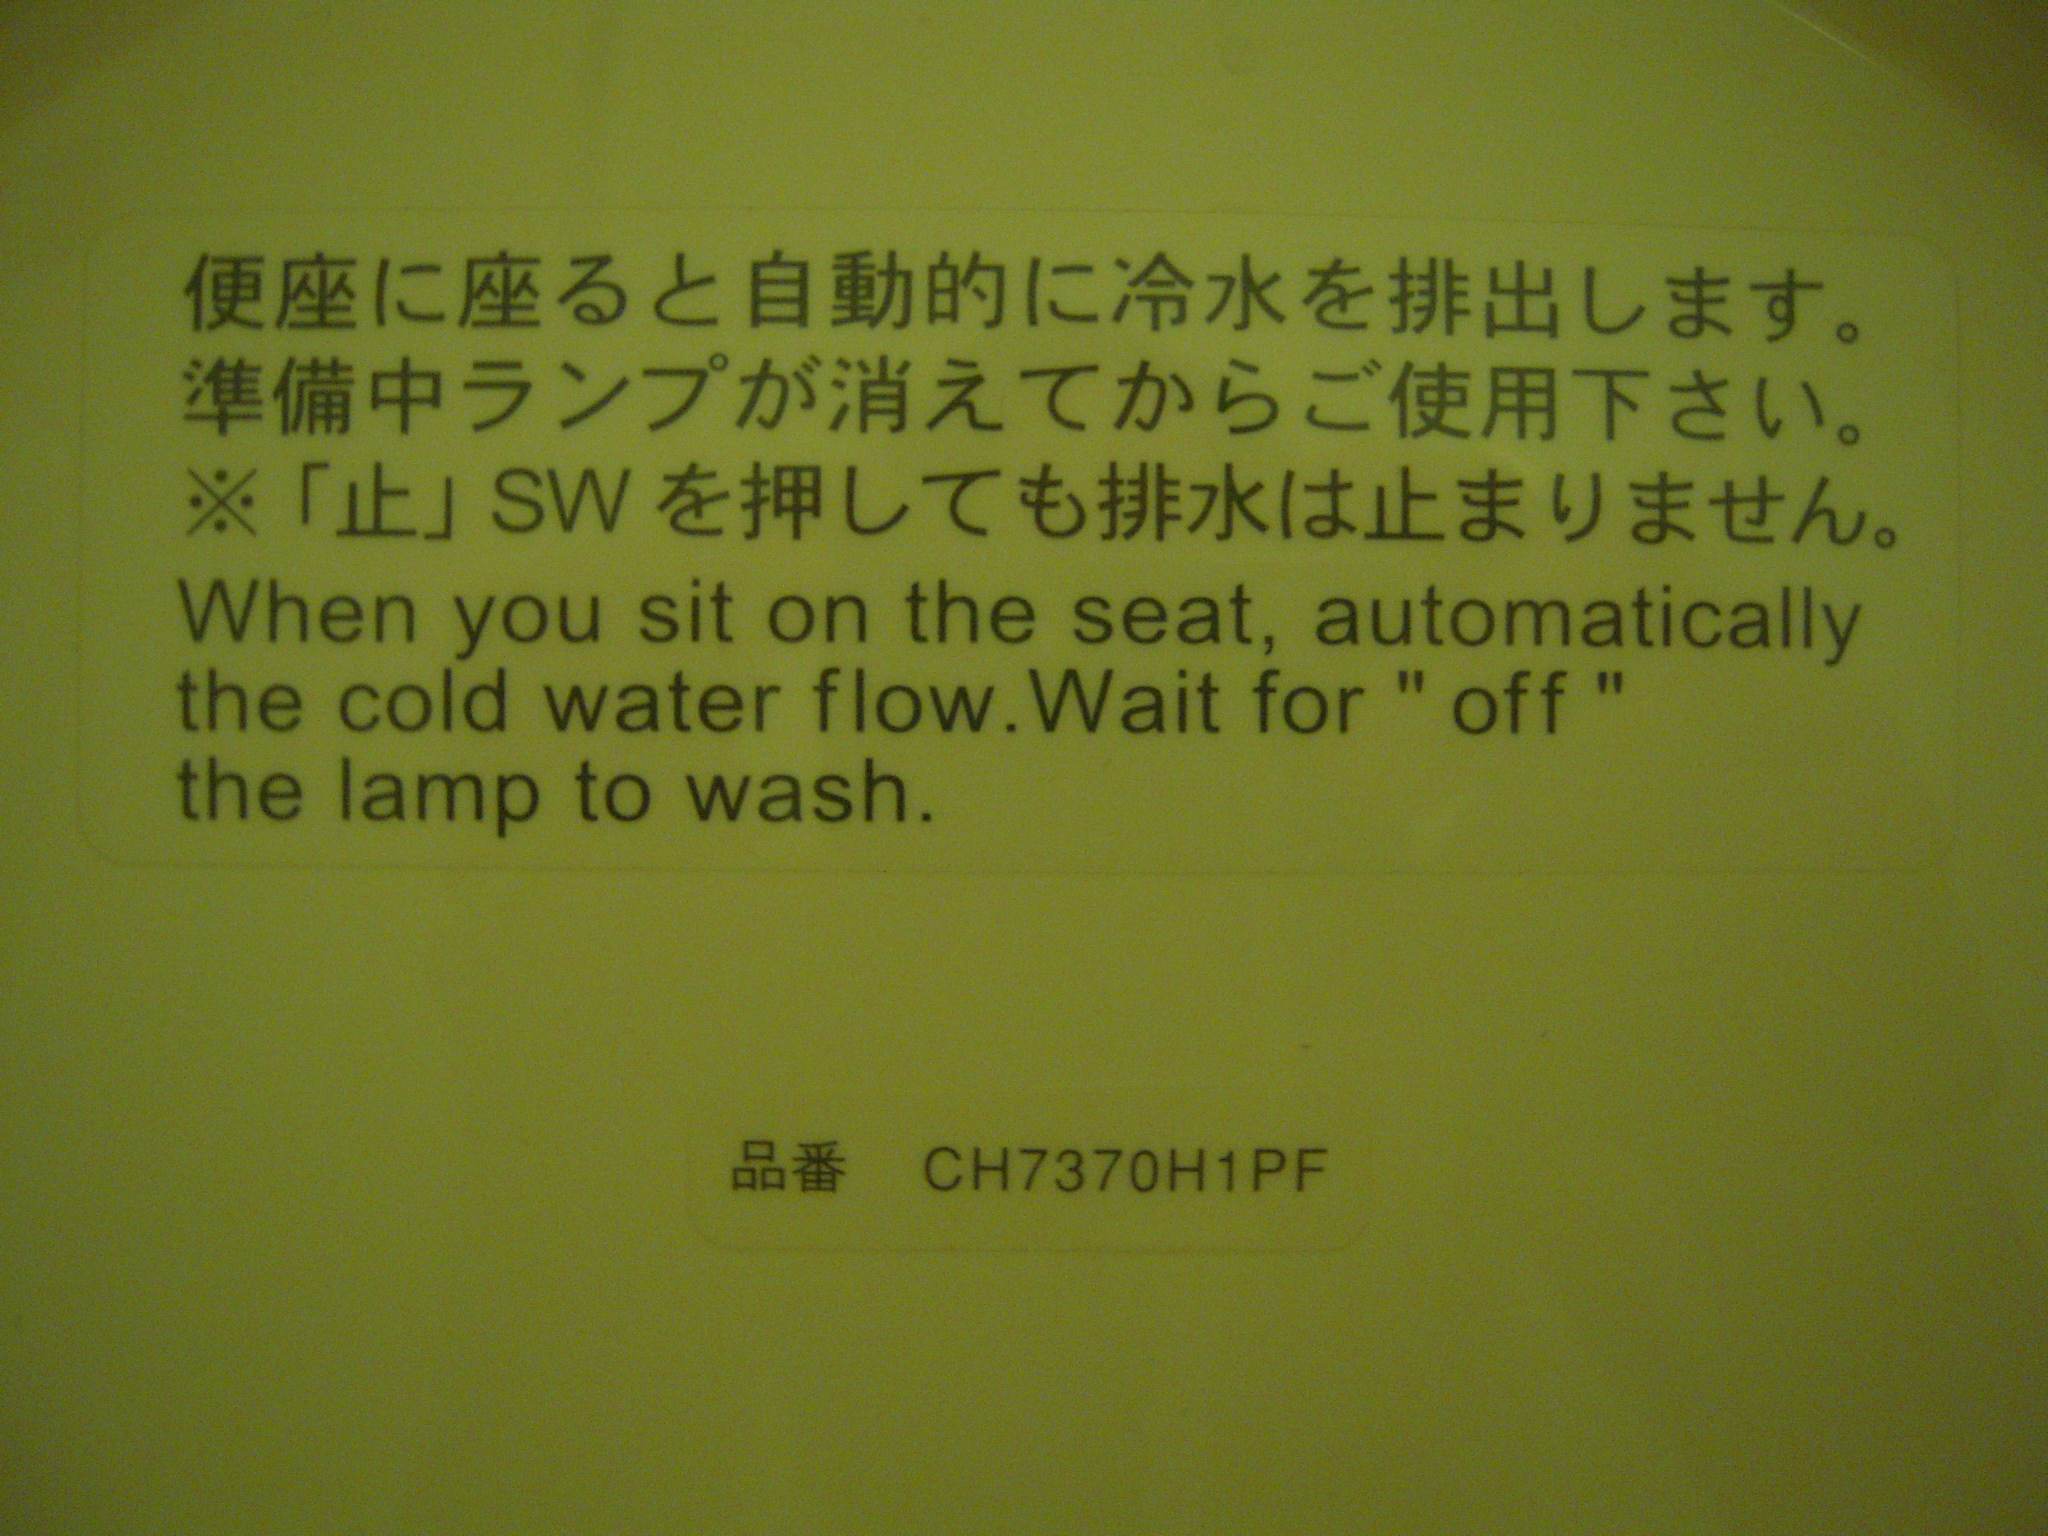 便座に座ると自動的に冷水を排出します。
準備中ランプが消えてからご使用下さい。
※「止」SWを押しても排水は止まりません。
When you sit on the seat, automatically
the cold water flow.Wait for " off "
the lamp to wash.
品番 CH7370H1PF